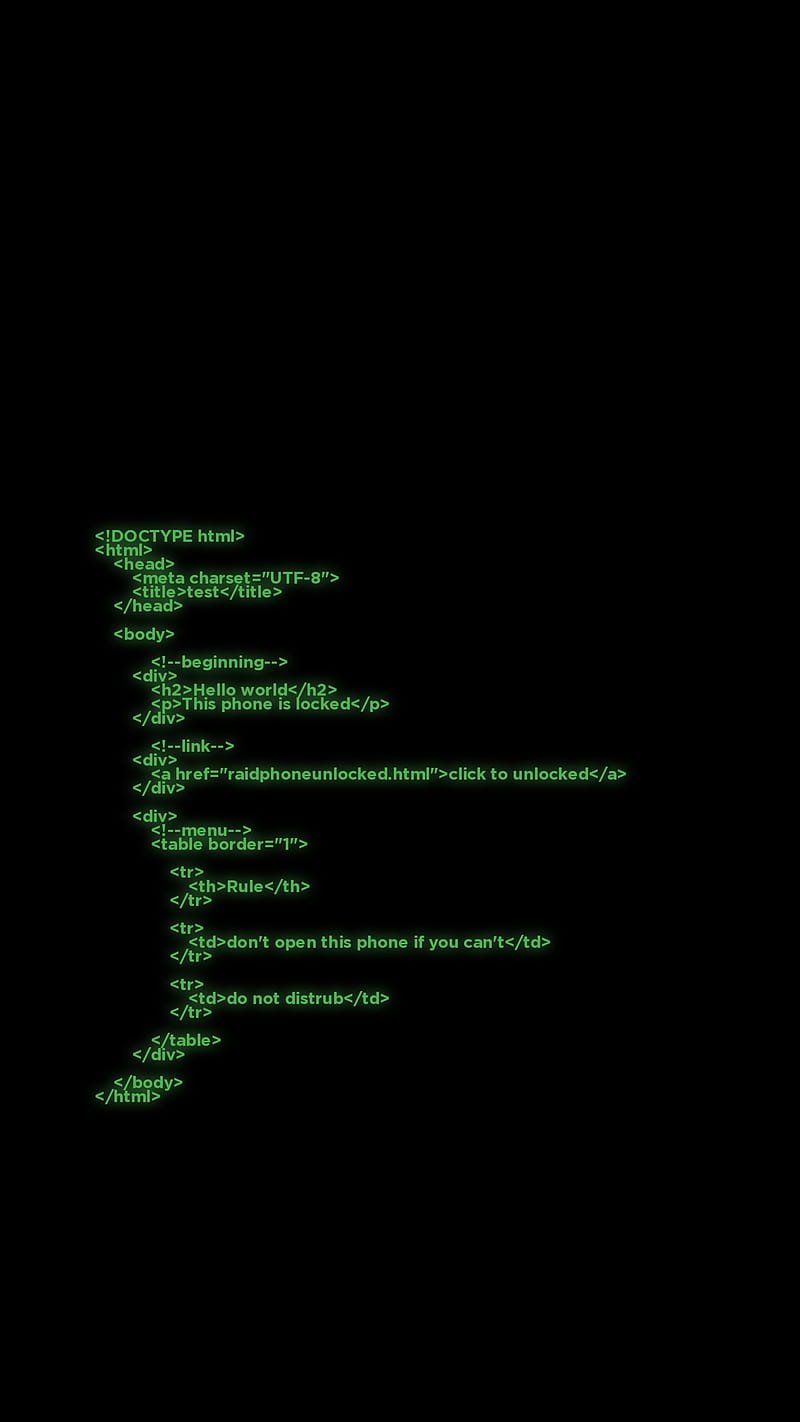 <!DOCTYPE html>
<html>
<head>
<meta charset="UTF-8">
<title>test</title>
</head>
<body>
<!--beginning-->
<div>
<h2>Hello world</h2>
<p>This phone is locked</p>
</div>
<!--link-->
<div>
<a href="raidphoneunlocked.html">click to unlocked</a>
</div>
<div>
<!--menu-->
<table border="1">
<tr>
<th>Rule</th>
</tr>
<tr>
<td>don't open this phone if you can't</td>
</tr>
<tr>
<td>do not distrub</td>
</tr>
</table>
</div>
</body>
</html>